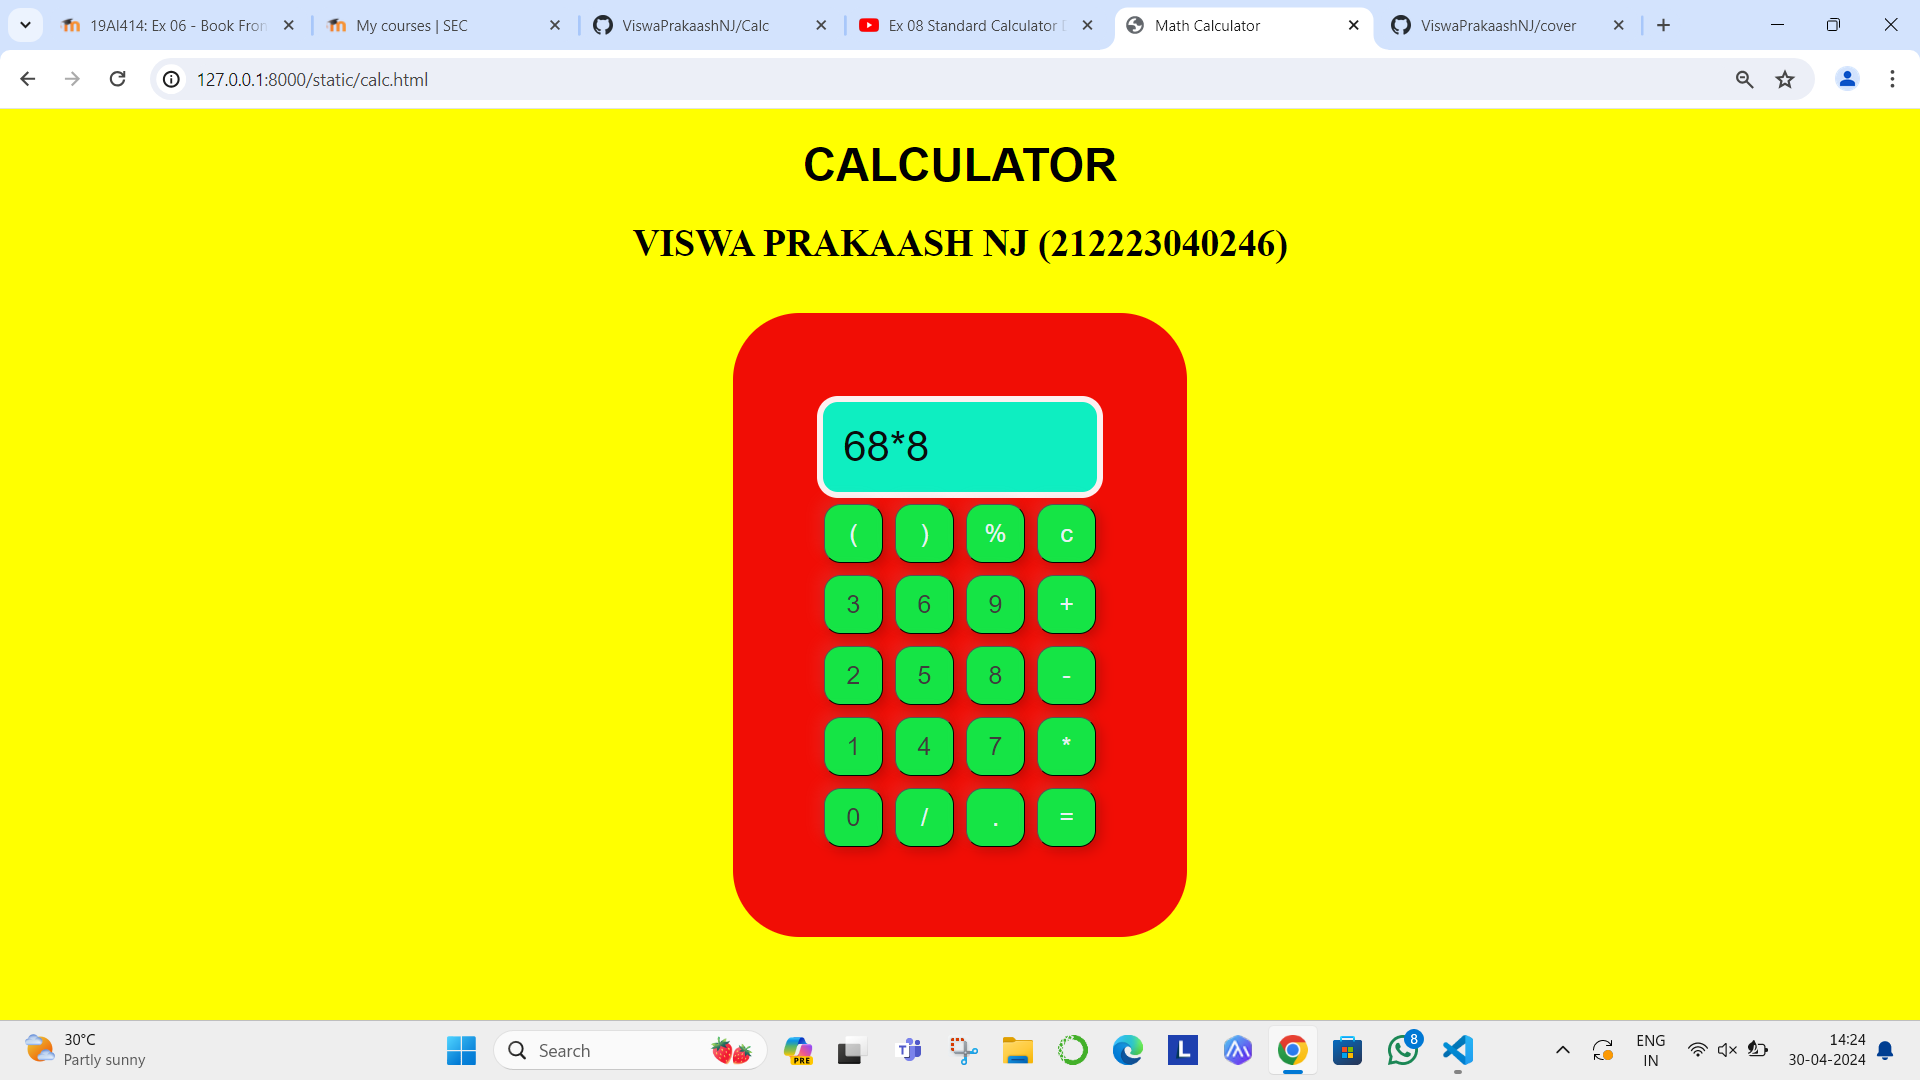 19AI414: Ex 06 - Book Fron
My courses | SEC
ViswaPrakaashNJ/Calc
Ex 08 Standard Calculator D
Math Calculator
ViswaPrakaashNJ/cover
127.0.0.1:8000/static/calc.html
CALCULATOR
VISWA PRAKAASH NJ (212223040246)
68*8
( ) % c
3 6 9 +
2 5 8 -
1 4 7 *
0 / . =
30°C
Partly sunny
Search
PRE
L
8
ENG
IN
14:24
30-04-2024